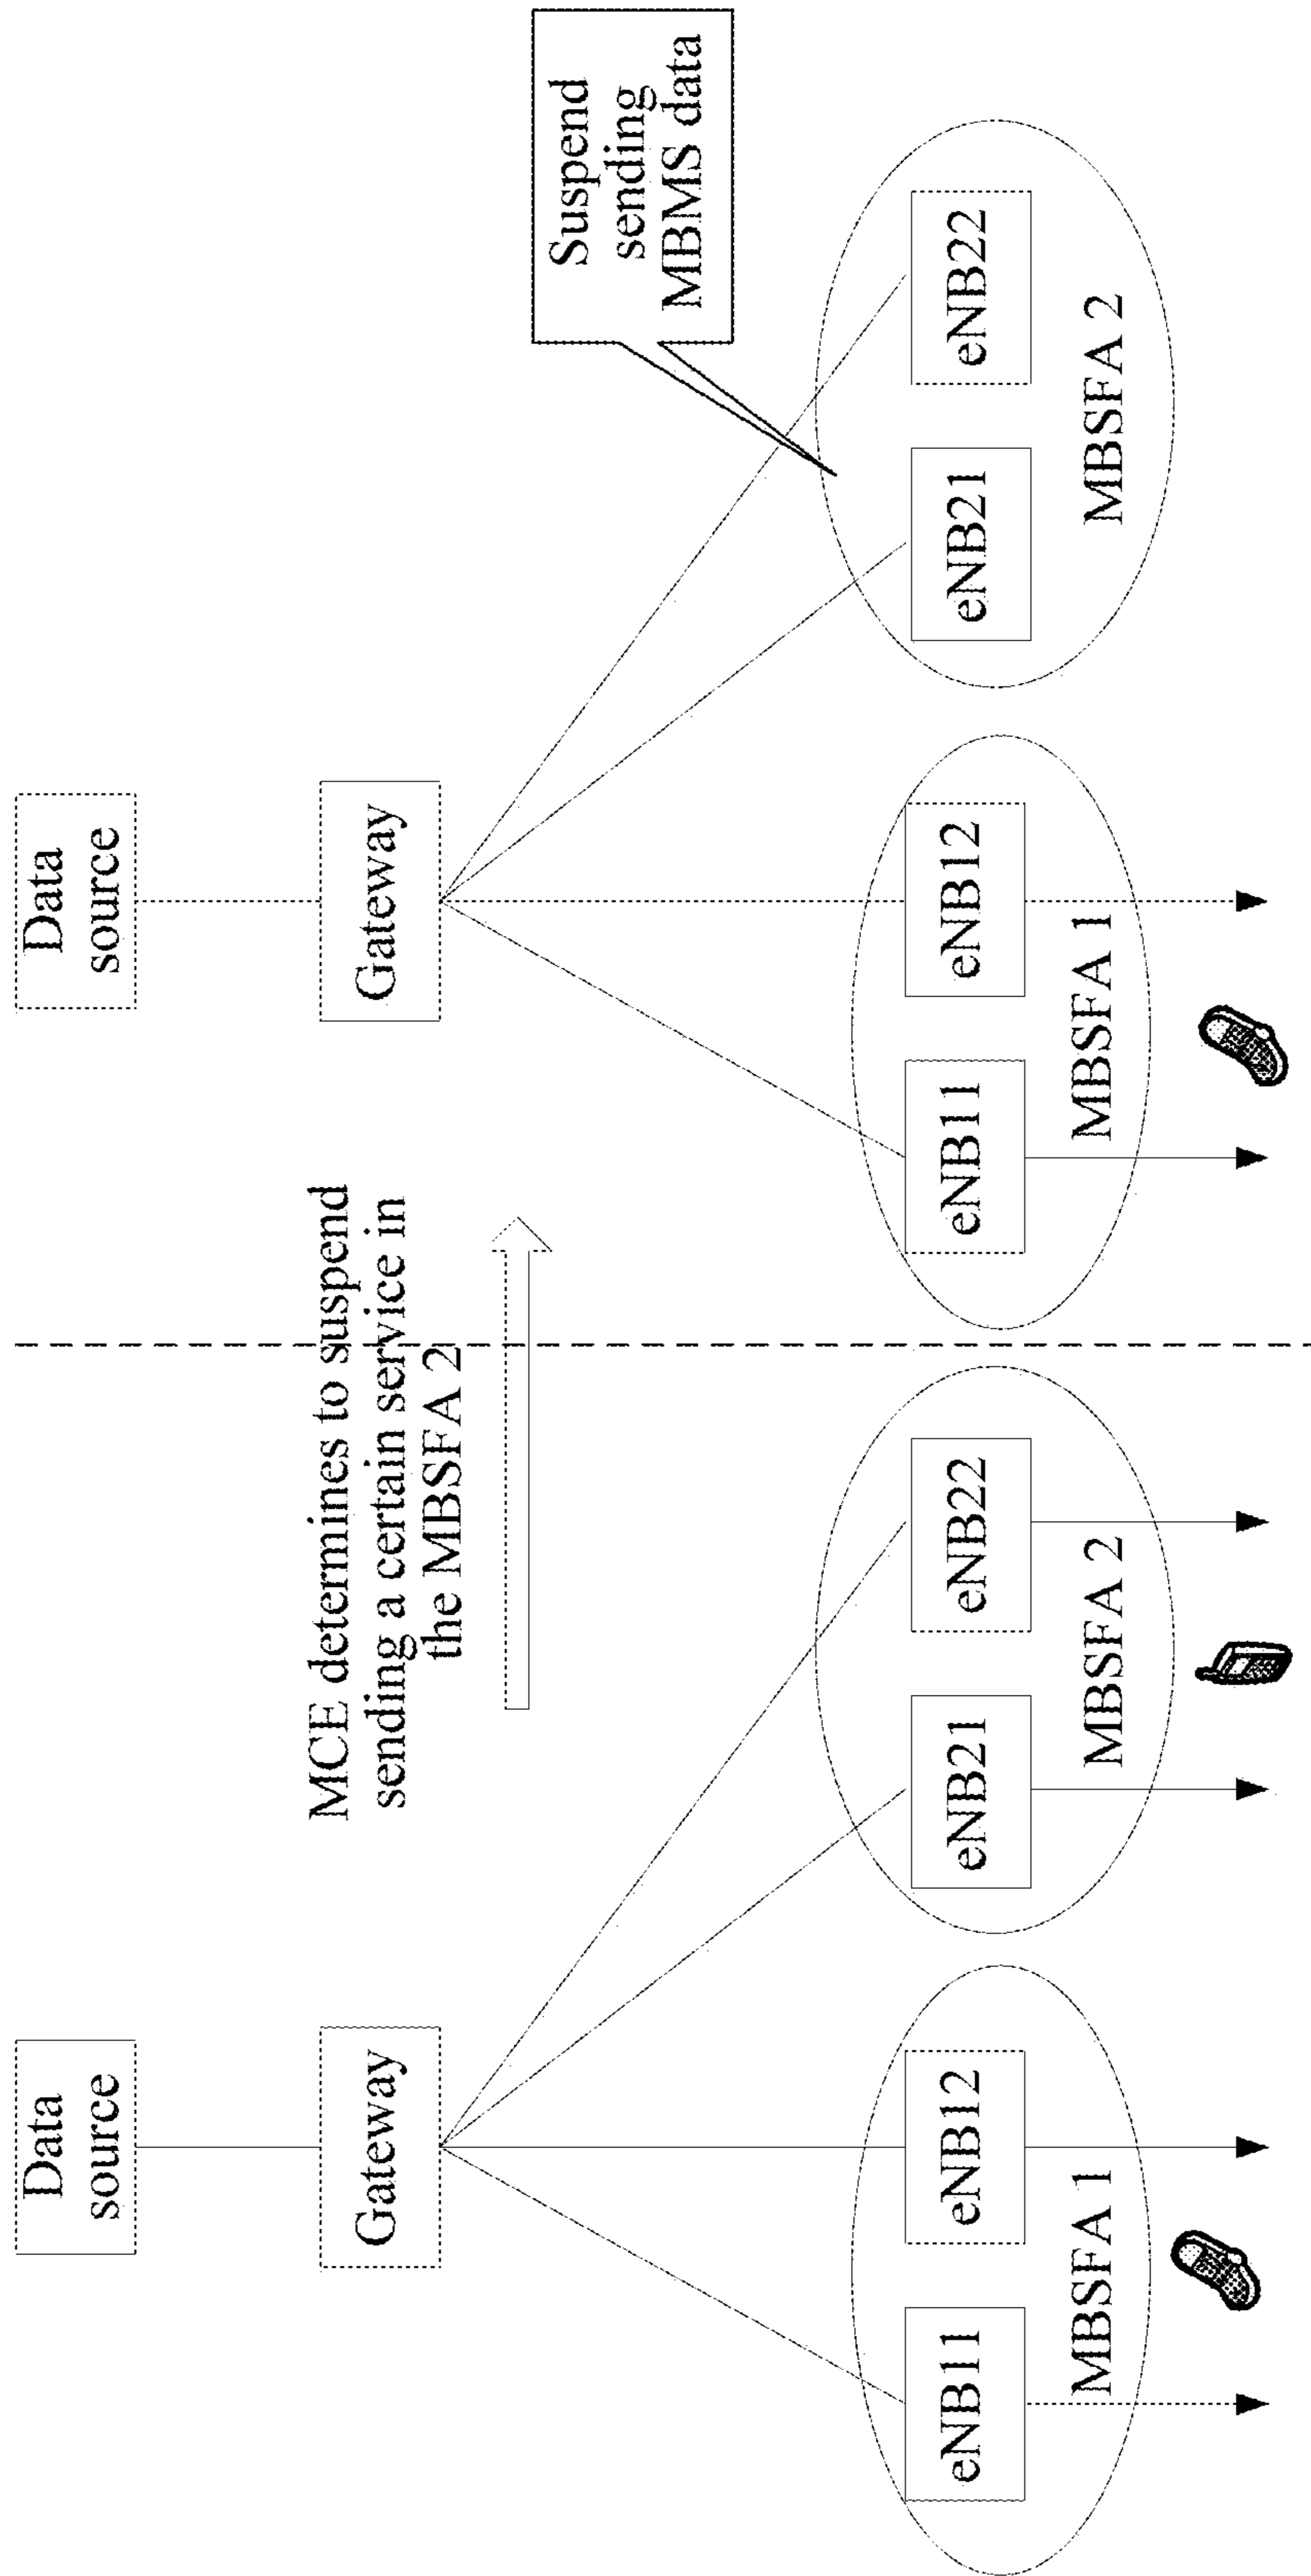 Data
source
Gateway
eNB11
eNB12
MBSFA 1
eNB21
eNB22
MBSFA 2
MCE determines to suspend
sending a certain service in
the MBSFA 2
Data
source
Gateway
eNB11
eNB12
MBSFA 1
eNB21
eNB22
MBSFA 2
Suspend
sending
MBMS data